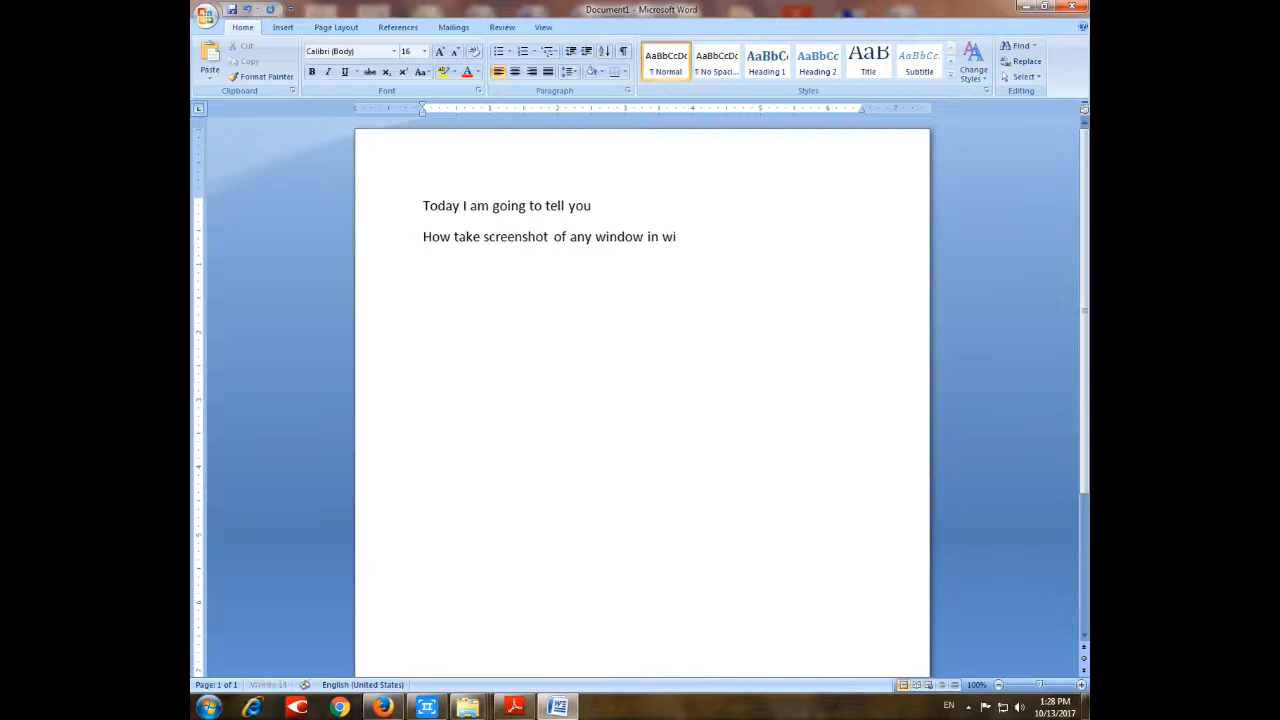 Document1 - Microsoft Word
Home Insert Page Layout References Mailings Review View
Cut
Copy
Format Painter
Paste
Clipboard
Calibri (Body) 16
Font
Paragraph
AaBbCcDc AaBbCcDc AaBbC AaBbCc AaB AaBbCc.
¶ Normal ¶ No Spaci... Heading 1 Heading 2 Title Subtitle
Change
Styles
Styles
Find
Replace
Select
Editing
Today I am going to tell you
How take screenshot of any window in wi
Page: 1 of 1 Words: 14 English (United States) 100%
EN 1:28 PM
10/13/2017